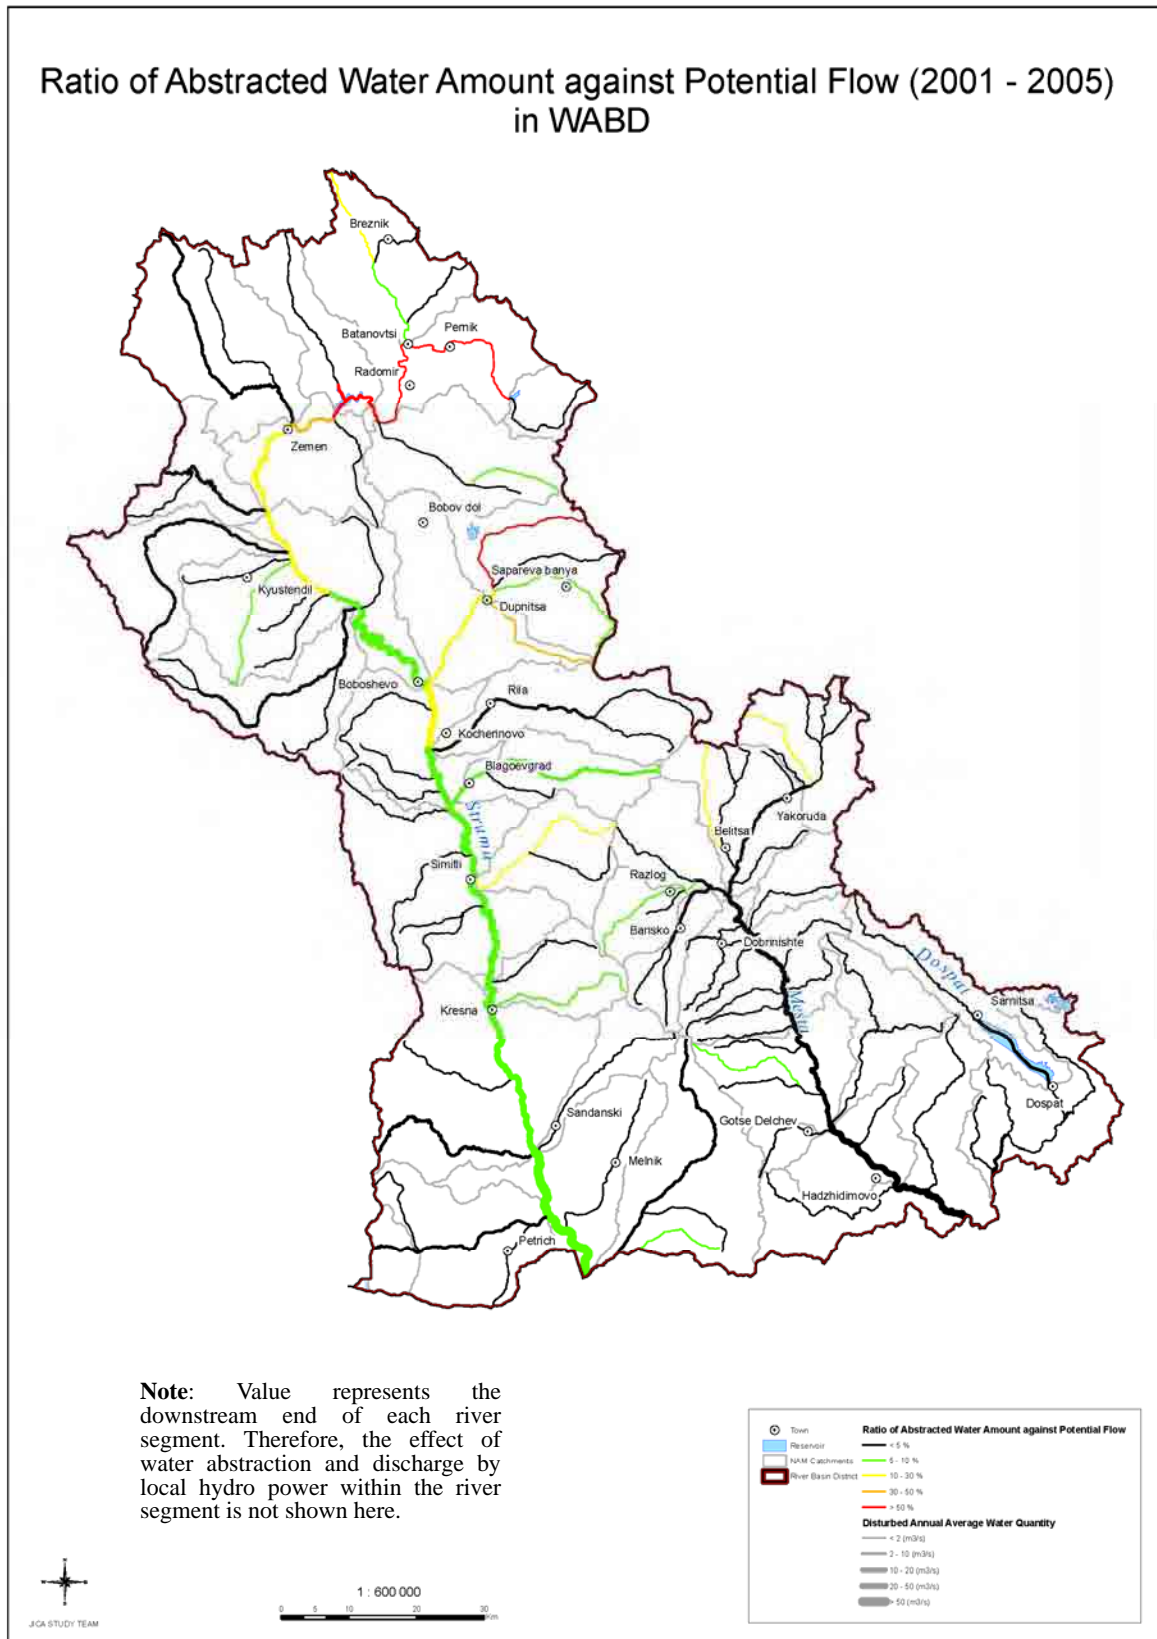 Ratio of Abstracted Water Amount against Potential Flow (2001 - 2005)
in WABD
Breznik
Batanovtsi
Pernik
Radomir
Zemen
Bobov dol
Sapareva banya
Kyustendil
Dupnitsa
Boboshevo
Rila
Kocherinovo
Blagoevgrad
Struma
Yakoruda
Belitsa
Simitli
Razlog
Bansko
Dobrinishte
Dospat
Sarnitsa
Mesta
Kresna
Dospat
Sandanski
Gotse Delchev
Melnik
Hadzhidimovo
Petrich
Note: Value represents the
downstream end of each river
segment. Therefore, the effect of
water abstraction and discharge by
local hydro power within the river
segment is not shown here.
Town
Reservoir
NAM Catchments
River Basin District
Ratio of Abstracted Water Amount against Potential Flow
< 5 %
5 - 10 %
10 - 30 %
30 - 50 %
> 50 %
Disturbed Annual Average Water Quantity
< 2 (m3/s)
2 - 10 (m3/s)
10 - 20 (m3/s)
20 - 50 (m3/s)
> 50 (m3/s)
N
W E
S
JICA STUDY TEAM
1 : 600 000
0 5 10 20 30
Km